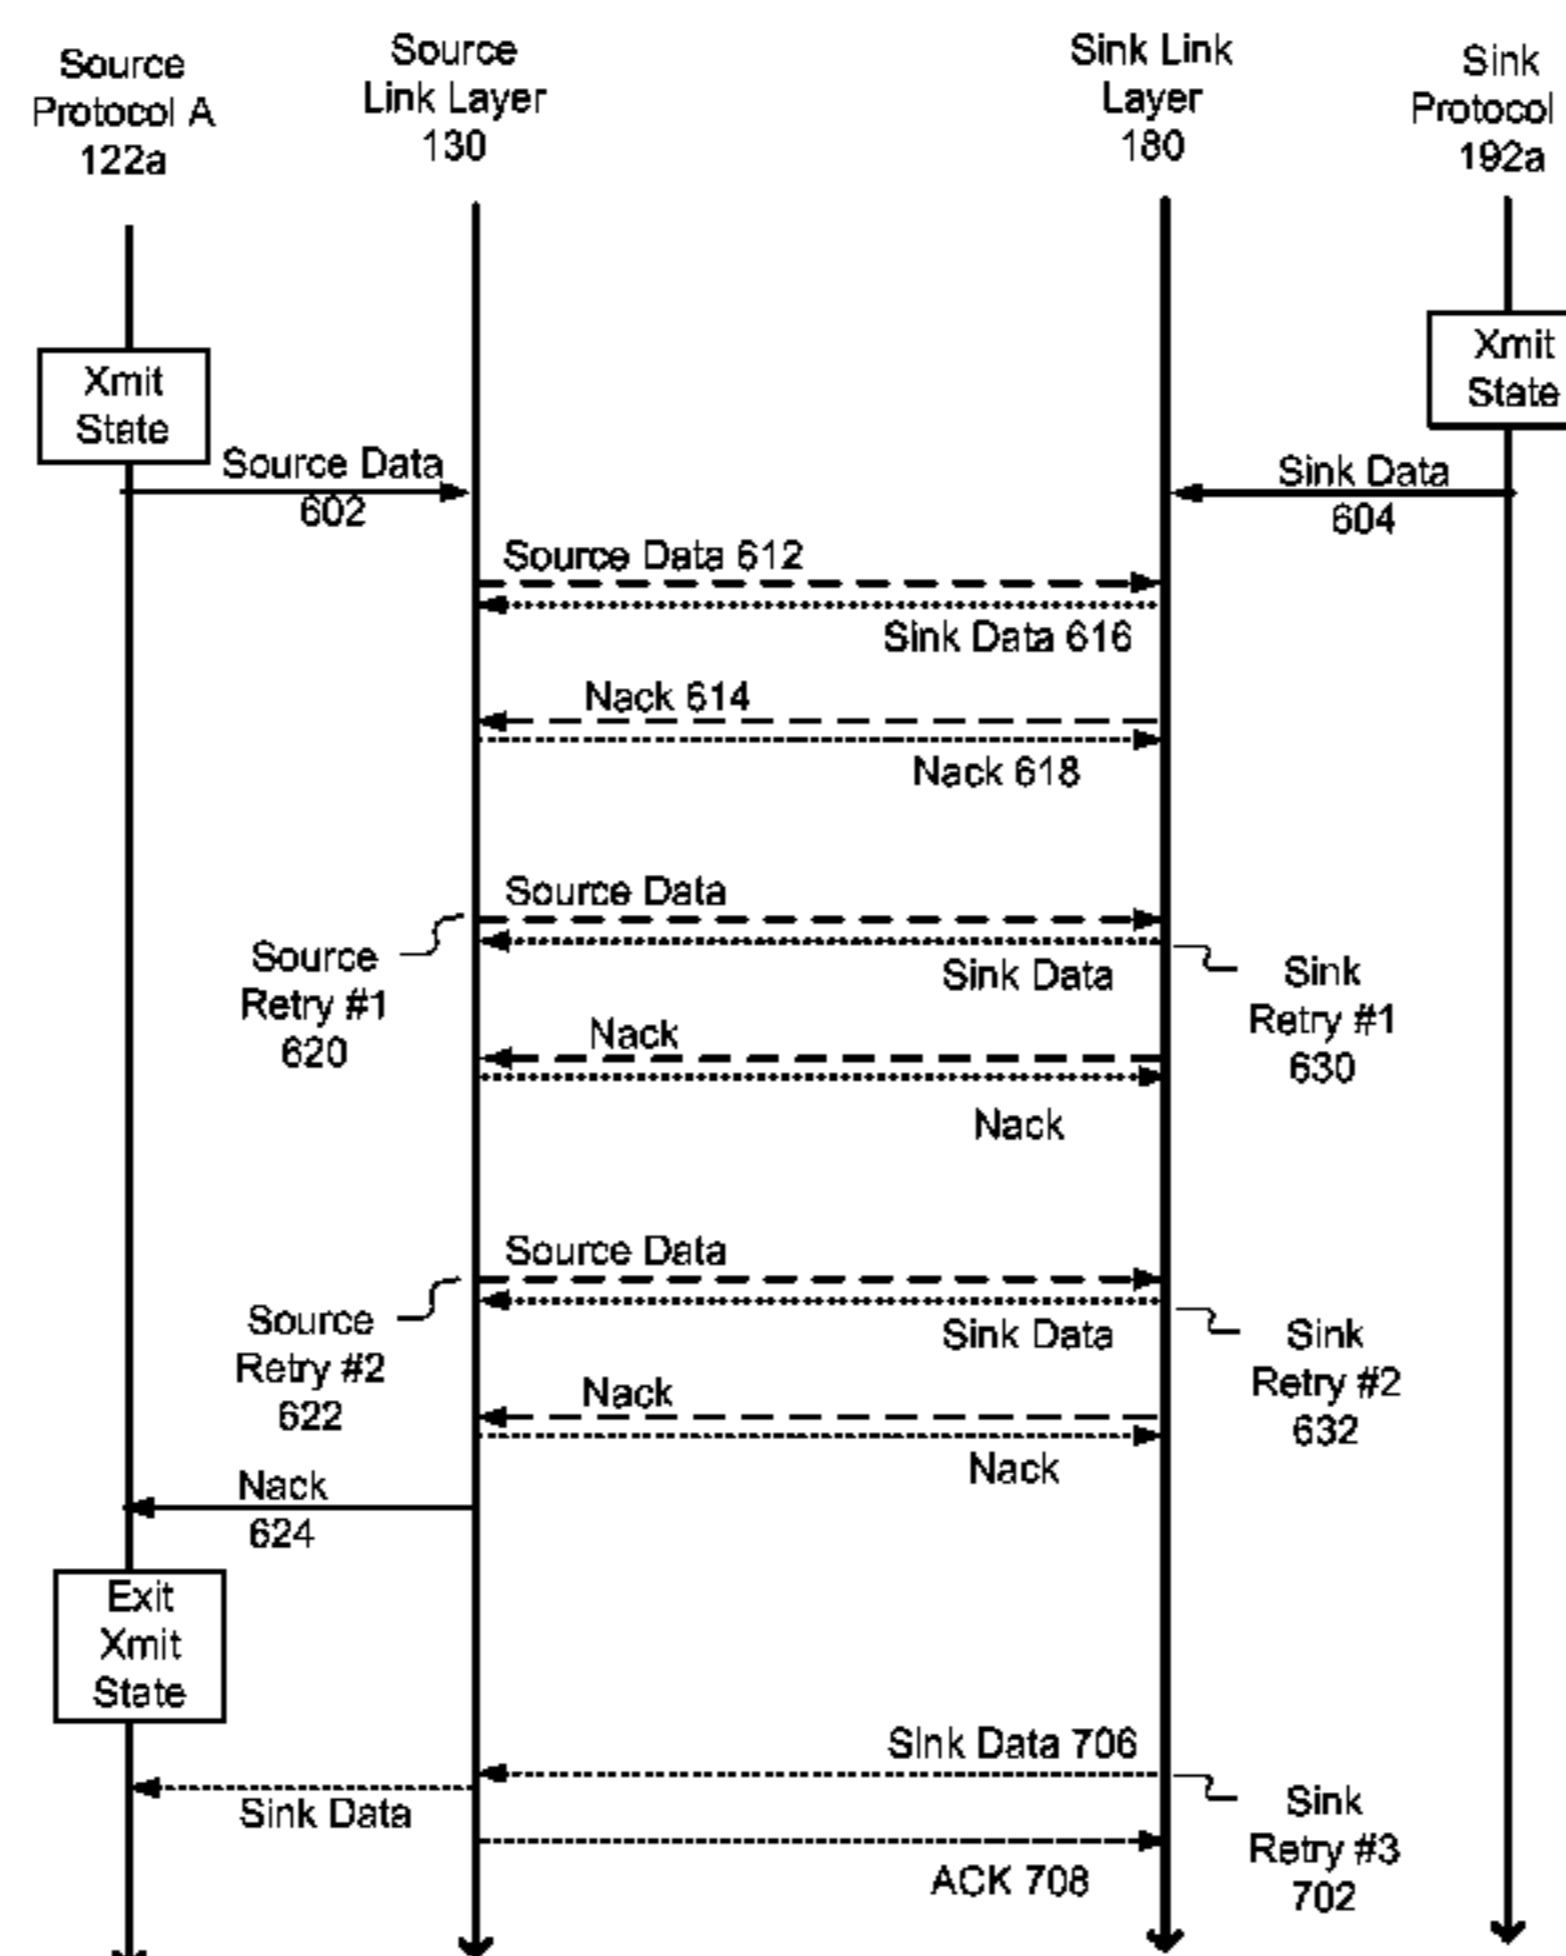 Source
Protocol A
122a
Source
Link Layer
130
Sink Link
Layer
180
Sink
Protocol
192a
Xmit
State
Xmit
State
Source Data
602
Sink Data
604
Source Data 612
Sink Data 616
Nack 614
Nack 618
Source Data
Source
Retry #1
620
Sink Data
Sink
Retry #1
630
Nack
Nack
Source Data
Source
Retry #2
622
Sink Data
Sink
Retry #2
632
Nack
Nack
Nack
624
Exit
Xmit
State
Sink Data 706
Sink Data
Sink
Retry #3
702
ACK 708